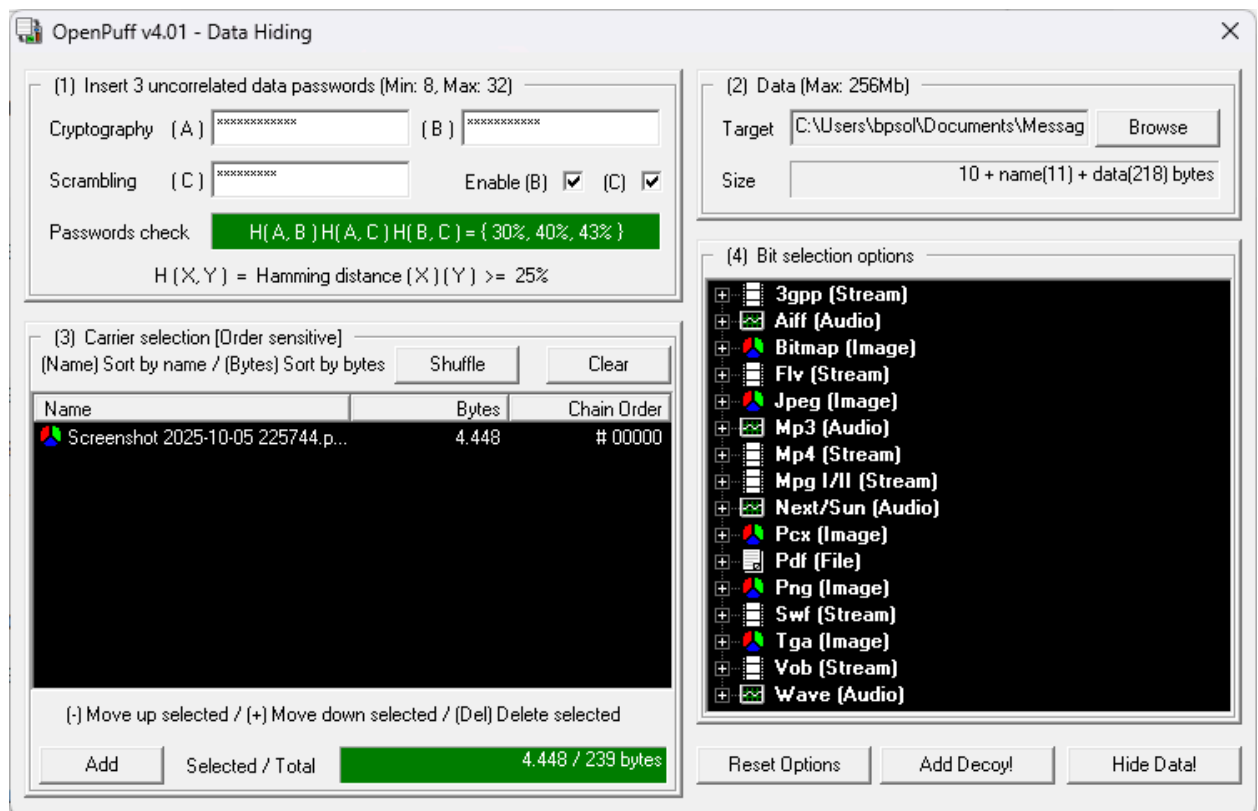 OpenPuff v4.01 - Data Hiding
(1) Insert 3 uncorrelated data passwords (Min: 8, Max: 32)
Cryptography (A) ************ (B) ***********
Scrambling (C) ********* Enable (B) (C)
Passwords check H( A, B ) H( A, C ) H( B, C ) = { 30%, 40%, 43% }
H ( X, Y ) = Hamming distance ( X ) ( Y ) >= 25%
(2) Data (Max: 256Mb)
Target C:\Users\bpsol\Documents\Messag Browse
Size 10 + name(11) + data(218) bytes
(3) Carrier selection [Order sensitive]
(Name) Sort by name / (Bytes) Sort by bytes Shuffle Clear
Name Bytes Chain Order
Screenshot 2025-10-05 225744.p... 4.448 # 00000
(-) Move up selected / (+) Move down selected / (Del) Delete selected
Add Selected / Total 4.448 / 239 bytes
(4) Bit selection options
3gpp (Stream)
Aiff (Audio)
Bitmap (Image)
Flv (Stream)
Jpeg (Image)
Mp3 (Audio)
Mp4 (Stream)
Mpg I/II (Stream)
Next/Sun (Audio)
Pcx (Image)
Pdf (File)
Png (Image)
Swf (Stream)
Tga (Image)
Vob (Stream)
Wave (Audio)
Reset Options Add Decoy! Hide Data!